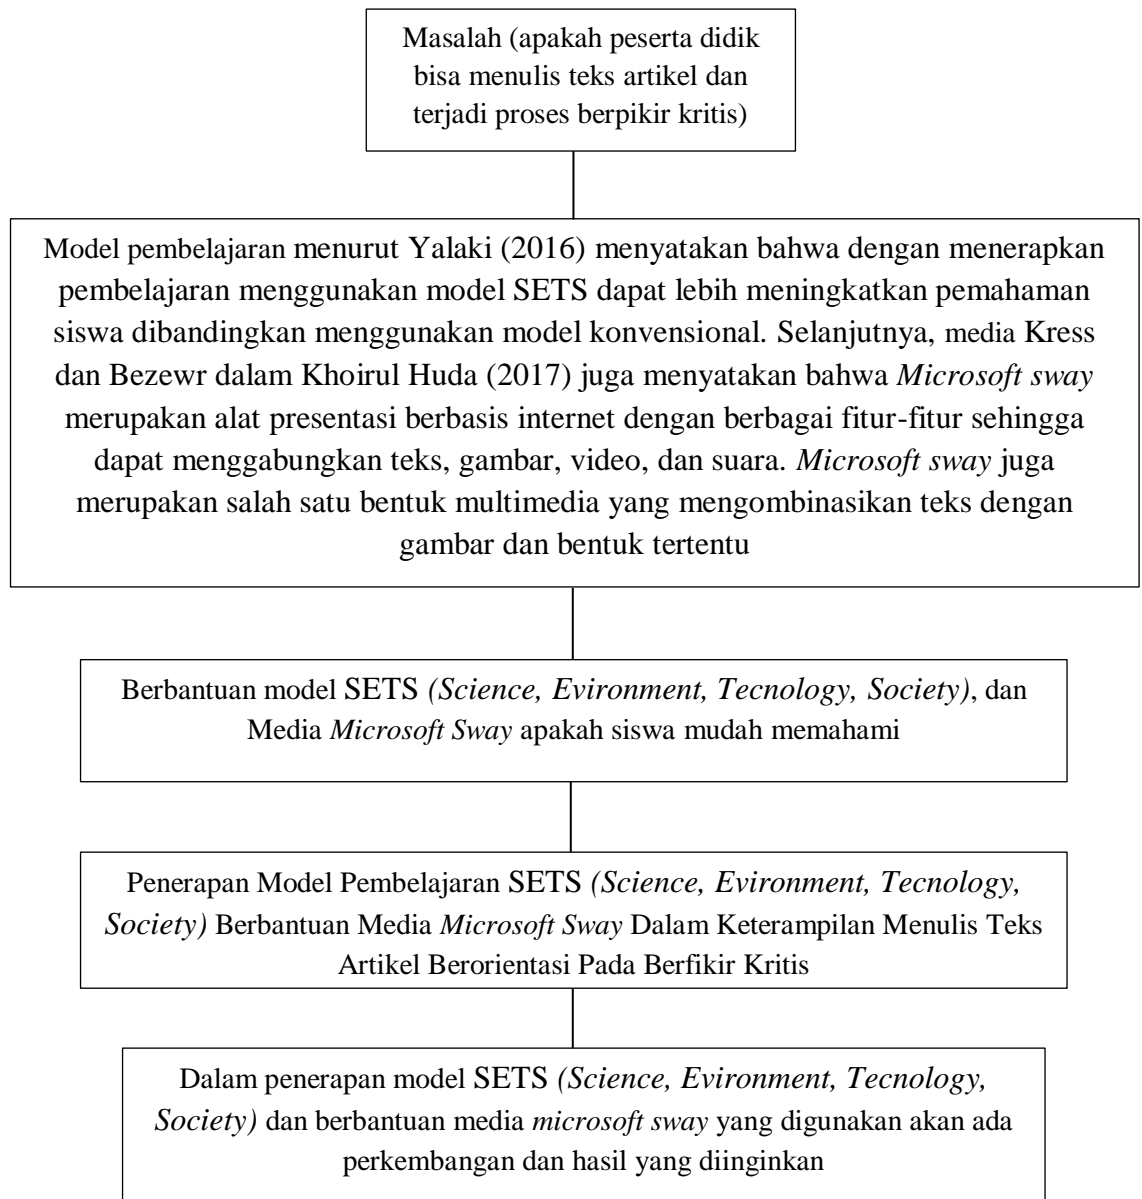 Masalah (apakah peserta didik
bisa menulis teks artikel dan
terjadi proses berpikir kritis)
Model pembelajaran menurut Yalaki (2016) menyatakan bahwa dengan menerapkan
pembelajaran menggunakan model SETS dapat lebih meningkatkan pemahaman
siswa dibandingkan menggunakan model konvensional. Selanjutnya, media Kress
dan Bezewr dalam Khoirul Huda (2017) juga menyatakan bahwa Microsoft sway
merupakan alat presentasi berbasis internet dengan berbagai fitur-fitur sehingga
dapat menggabungkan teks, gambar, video, dan suara. Microsoft sway juga
merupakan salah satu bentuk multimedia yang mengombinasikan teks dengan
gambar dan bentuk tertentu
Berbantuan model SETS (Science, Evironment, Tecnology, Society), dan
Media Microsoft Sway apakah siswa mudah memahami
Penerapan Model Pembelajaran SETS (Science, Evironment, Tecnology,
Society) Berbantuan Media Microsoft Sway Dalam Keterampilan Menulis Teks
Artikel Berorientasi Pada Berfikir Kritis
Dalam penerapan model SETS (Science, Evironment, Tecnology,
Society) dan berbantuan media microsoft sway yang digunakan akan ada
perkembangan dan hasil yang diinginkan